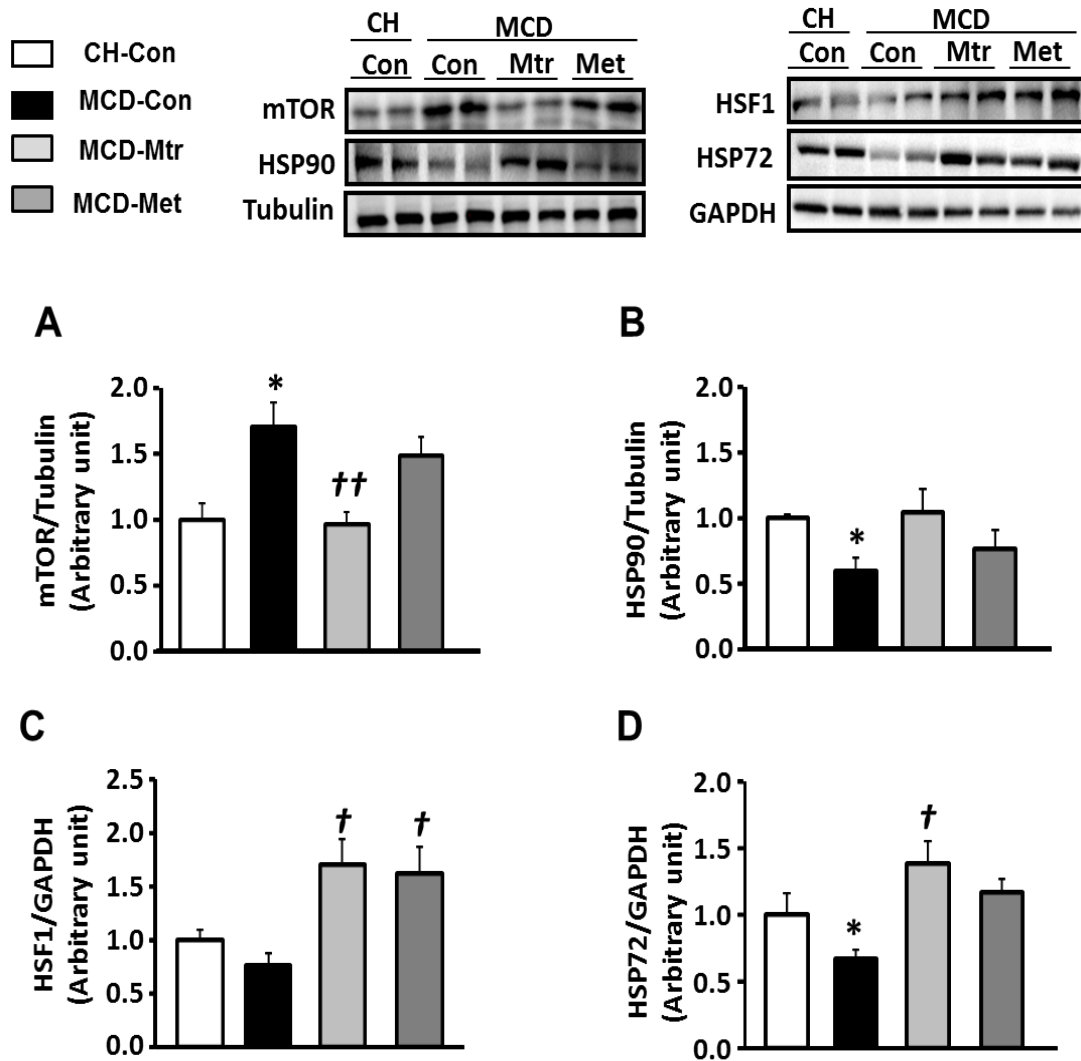 CH-Con
MCD-Con
MCD-Mtr
MCD-Met
CH MCD
Con Con Mtr Met
mTOR
HSP90
Tubulin
CH MCD
Con Con Mtr Met
HSF1
HSP72
GAPDH
A
mTOR/Tubulin
(Arbitrary unit)
2.0
1.5
1.0
0.5
0.0
*
††
B
HSP90/Tubulin
(Arbitrary unit)
2.0
1.5
1.0
0.5
0.0
*
C
HSF1/GAPDH
(Arbitrary unit)
2.5
2.0
1.5
1.0
0.5
0.0
†
†
D
HSP72/GAPDH
(Arbitrary unit)
2.0
1.5
1.0
0.5
0.0
*
†